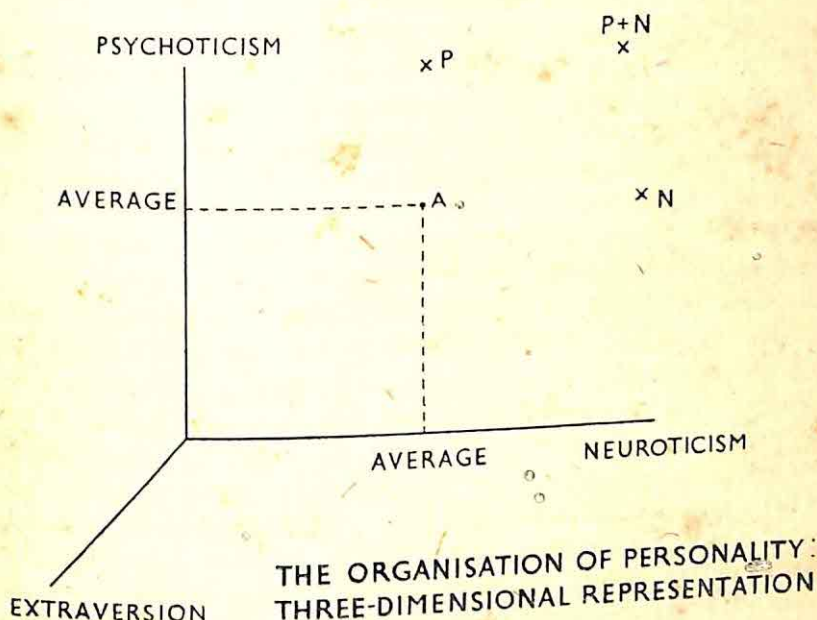 P+N
PSYCHOTICISM
P
AVERAGE
A
N
AVERAGE
NEUROTICISM
THE ORGANISATION OF PERSONALITY:
THREE-DIMENSIONAL REPRESENTATION
EXTRAVERSION